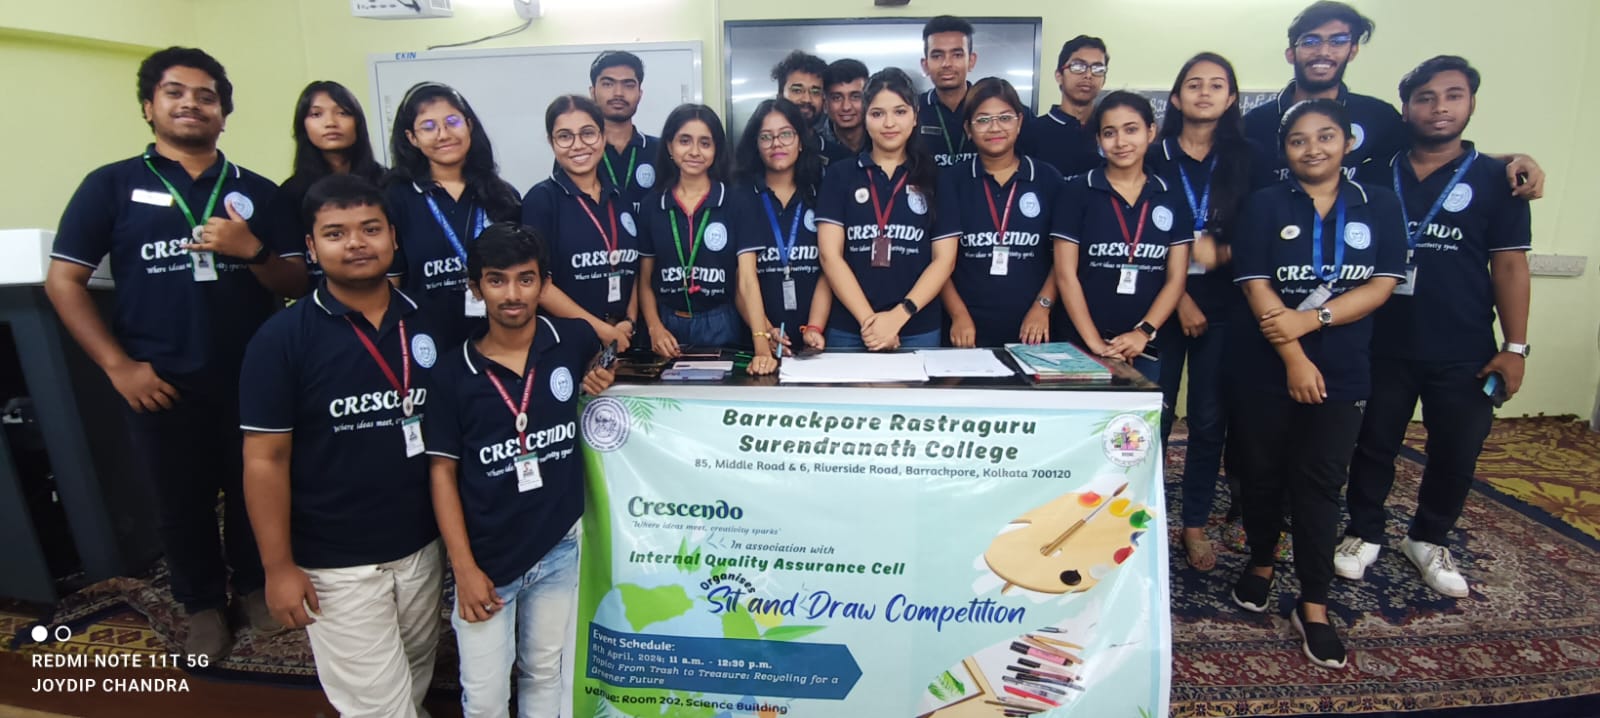 EKIN
CRESCENDO
Where ideas meet, creativity sparks
Barrackpore Rastraguru
Surendranath College
85, Middle Road & 6, Riverside Road, Barrackpore, Kolkata 700120
Crescendo
"Where ideas meet, creativity sparks"
In association with
Internal Quality Assurance Cell
Organises
Sit and Draw Competition
Event Schedule:
8th April, 2024; 11 a.m. - 12:30 p.m.
Topic: From Trash to Treasure: Recycling for a
Greener Future
Venue: Room 202, Science Building
REDMI NOTE 11T 5G
JOYDIP CHANDRA